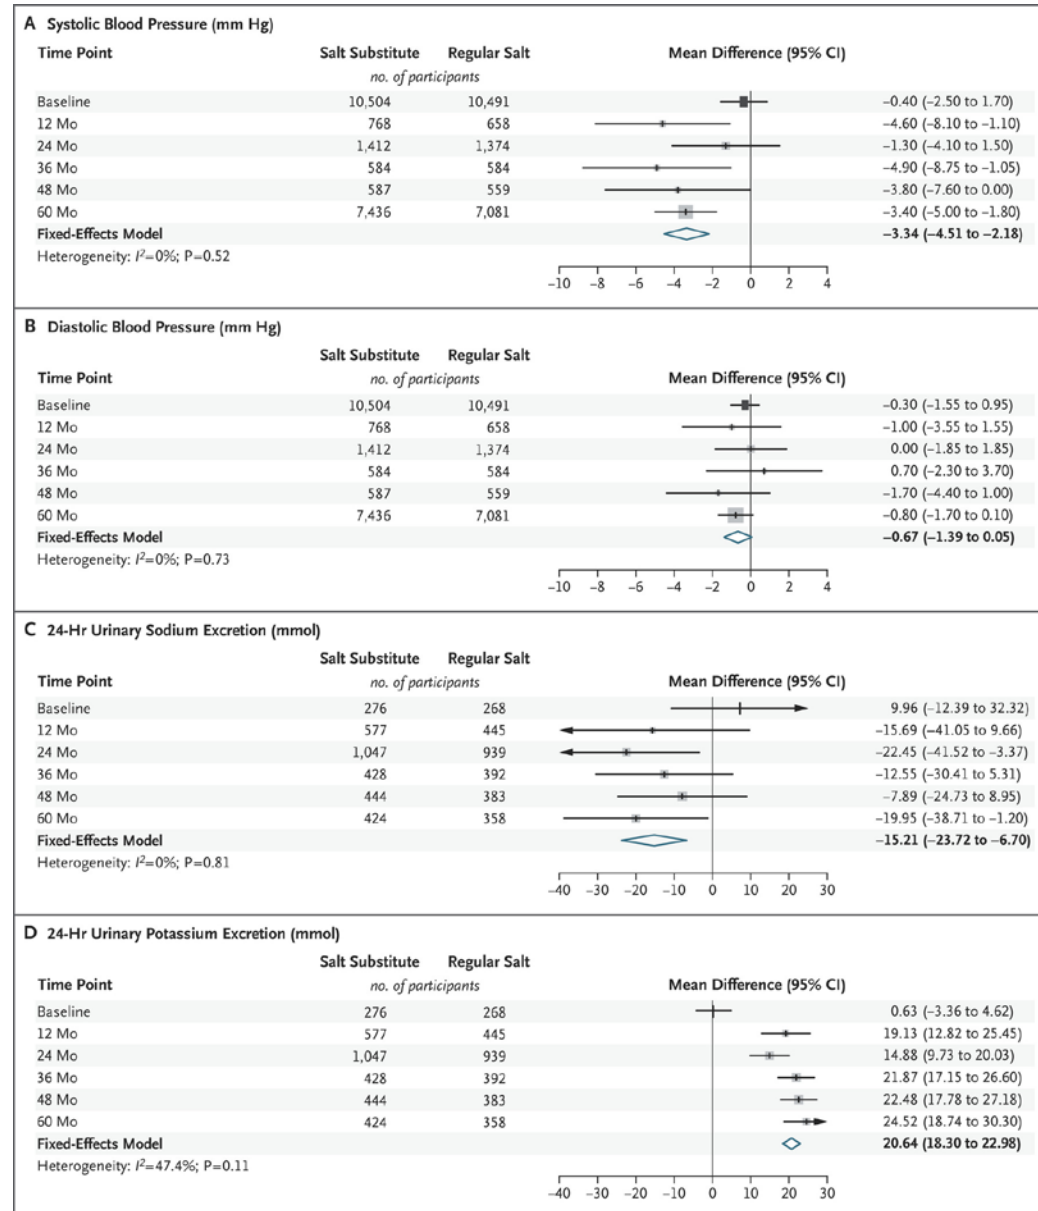 A Systolic Blood Pressure (mm Hg)
Time Point Salt Substitute Regular Salt Mean Difference (95% CI)
no. of participants
Baseline 10,504 10,491 −0.40 (−2.50 to 1.70)
12 Mo 768 658 −4.60 (−8.10 to −1.10)
24 Mo 1,412 1,374 −1.30 (−4.10 to 1.50)
36 Mo 584 584 −4.90 (−8.75 to −1.05)
48 Mo 587 559 −3.80 (−7.60 to 0.00)
60 Mo 7,436 7,081 −3.40 (−5.00 to −1.80)
Fixed-Effects Model −3.34 (−4.51 to −2.18)
Heterogeneity: I²=0%; P=0.52
−10 −8 −6 −4 −2 0 2 4
B Diastolic Blood Pressure (mm Hg)
Salt Substitute Regular Salt
Time Point no. of participants Mean Difference (95% CI)
Baseline 10,504 10,491 −0.30 (−1.55 to 0.95)
12 Mo 768 658 −1.00 (−3.55 to 1.55)
24 Mo 1,412 1,374 0.00 (−1.85 to 1.85)
36 Mo 584 584 0.70 (−2.30 to 3.70)
48 Mo 587 559 −1.70 (−4.40 to 1.00)
60 Mo 7,436 7,081 −0.80 (−1.70 to 0.10)
Fixed-Effects Model −0.67 (−1.39 to 0.05)
Heterogeneity: I²=0%; P=0.73
−10 −8 −6 −4 −2 0 2 4
C 24-Hr Urinary Sodium Excretion (mmol)
Salt Substitute Regular Salt
Time Point no. of participants Mean Difference (95% CI)
Baseline 276 268 9.96 (−12.39 to 32.32)
12 Mo 577 445 −15.69 (−41.05 to 9.66)
24 Mo 1,047 939 −22.45 (−41.52 to −3.37)
36 Mo 428 392 −12.55 (−30.41 to 5.31)
48 Mo 444 383 −7.89 (−24.73 to 8.95)
60 Mo 424 358 −19.95 (−38.71 to −1.20)
Fixed-Effects Model −15.21 (−23.72 to −6.70)
Heterogeneity: I²=0%; P=0.81
−40 −30 −20 −10 0 10 20 30
D 24-Hr Urinary Potassium Excretion (mmol)
Salt Substitute Regular Salt
Time Point no. of participants Mean Difference (95% CI)
Baseline 276 268 0.63 (−3.36 to 4.62)
12 Mo 577 445 19.13 (12.82 to 25.45)
24 Mo 1,047 939 14.88 (9.73 to 20.03)
36 Mo 428 392 21.87 (17.15 to 26.60)
48 Mo 444 383 22.48 (17.78 to 27.18)
60 Mo 424 358 24.52 (18.74 to 30.30)
Fixed-Effects Model 20.64 (18.30 to 22.98)
Heterogeneity: I²=47.4%; P=0.11
−40 −30 −20 −10 0 10 20 30